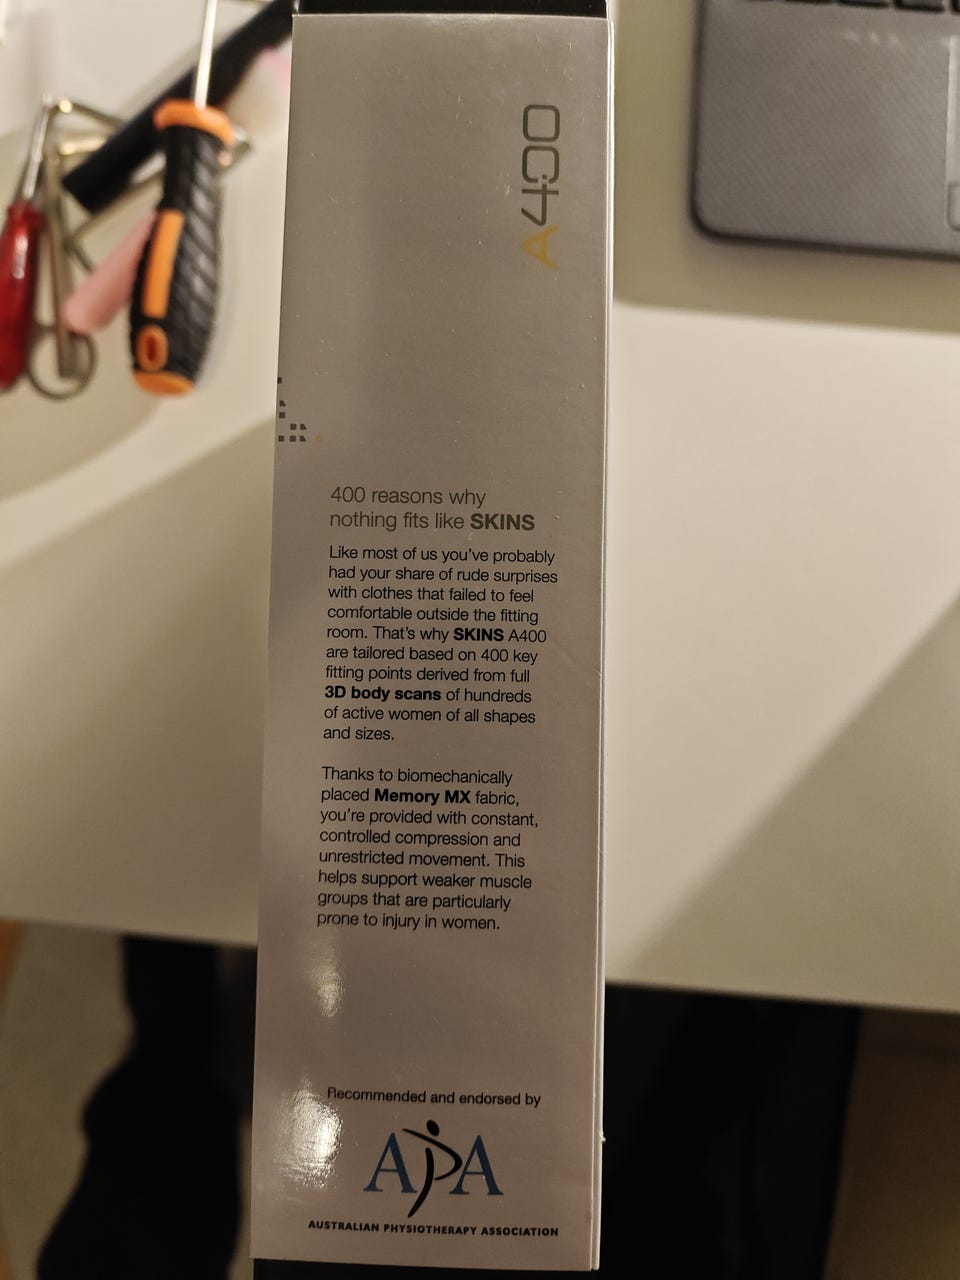 A400
400 reasons why
nothing fits like SKINS
Like most of us you've probably
had your share of rude surprises
with clothes that failed to feel
comfortable outside the fitting
room. That's why SKINS A400
are tailored based on 400 key
fitting points derived from full
3D body scans of hundreds
of active women of all shapes
and sizes.
Thanks to biomechanically
placed Memory MX fabric,
you're provided with constant,
controlled compression and
unrestricted movement. This
helps support weaker muscle
groups that are particularly
prone to injury in women.
Recommended and endorsed by
APA
AUSTRALIAN PHYSIOTHERAPY ASSOCIATION